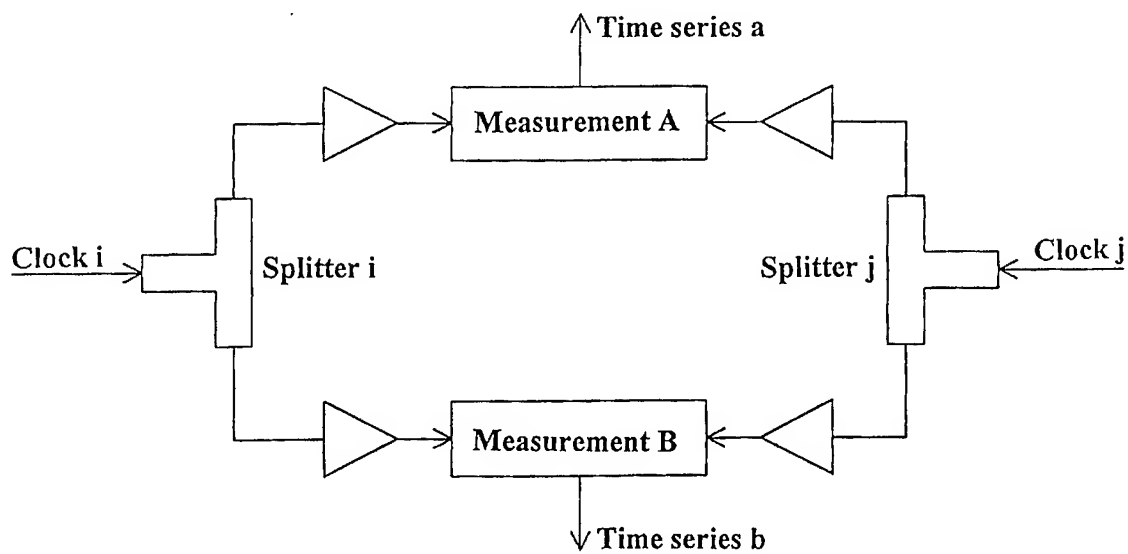 Time series a
Measurement A
Clock i
Splitter i
Splitter j
Clock j
Measurement B
Time series b